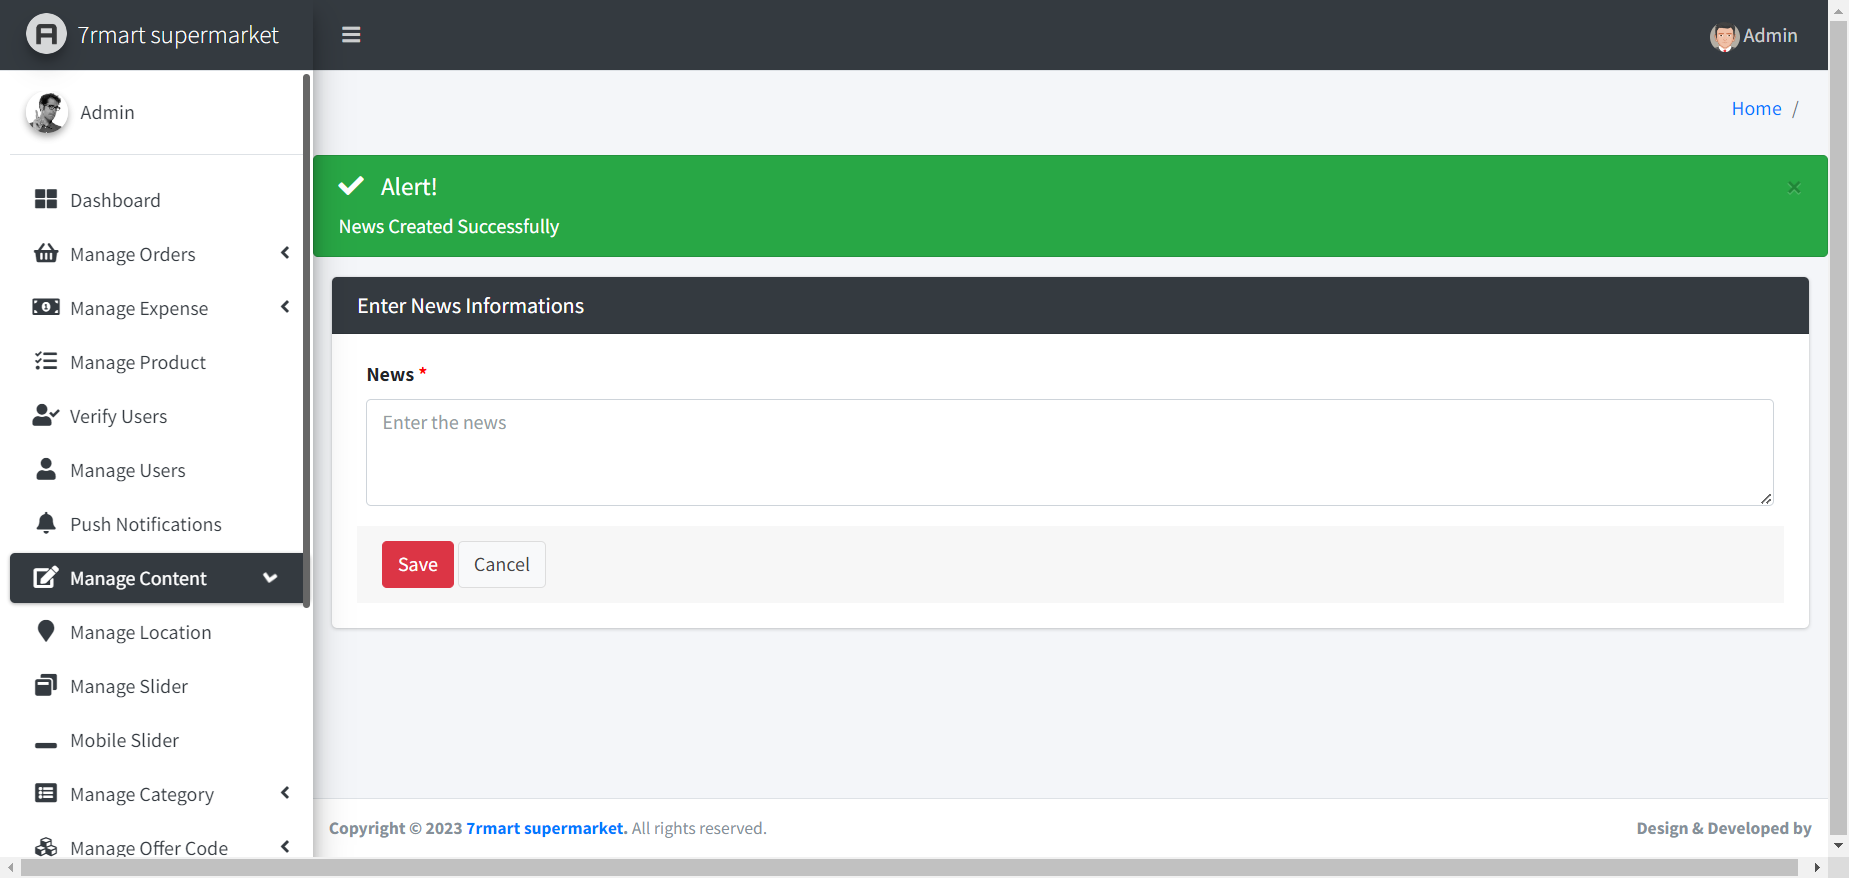 7rmart supermarket
Admin
Admin
Home /
Dashboard
Manage Orders
Manage Expense
Manage Product
Verify Users
Manage Users
Push Notifications
Manage Content
Manage Location
Manage Slider
Mobile Slider
Manage Category
Manage Offer Code
Alert!
×
News Created Successfully
Enter News Informations
News *
Enter the news
Save Cancel
Copyright © 2023 7rmart supermarket. All rights reserved.
Design & Developed by